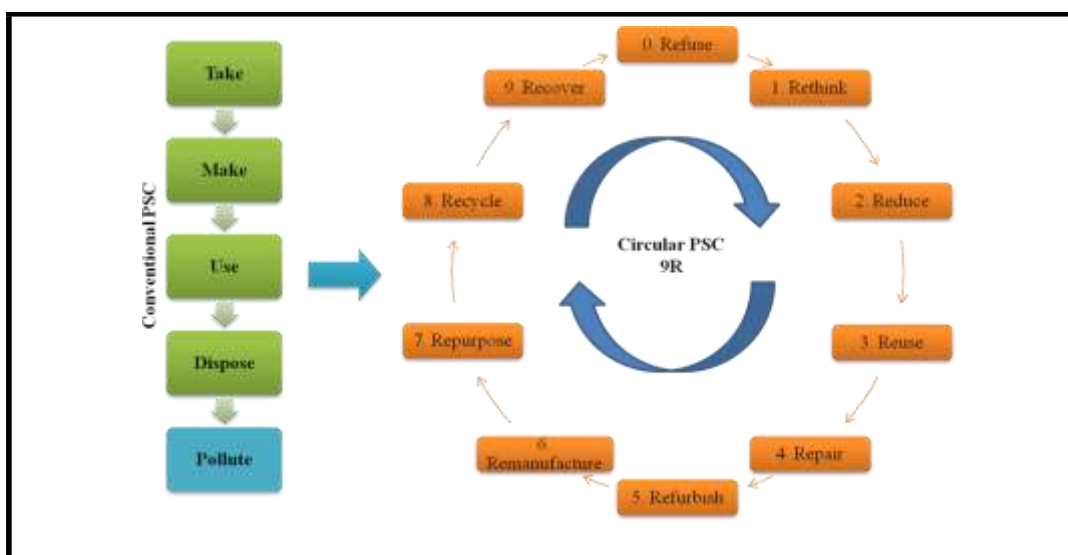 Conventional PSC
Take
Make
Use
Dispose
Pollute
0. Refuse
1. Rethink
2. Reduce
3. Reuse
4. Repair
5. Refurbish
6.
Remanufacture
7. Repurpose
8. Recycle
9. Recover
Circular PSC
9R